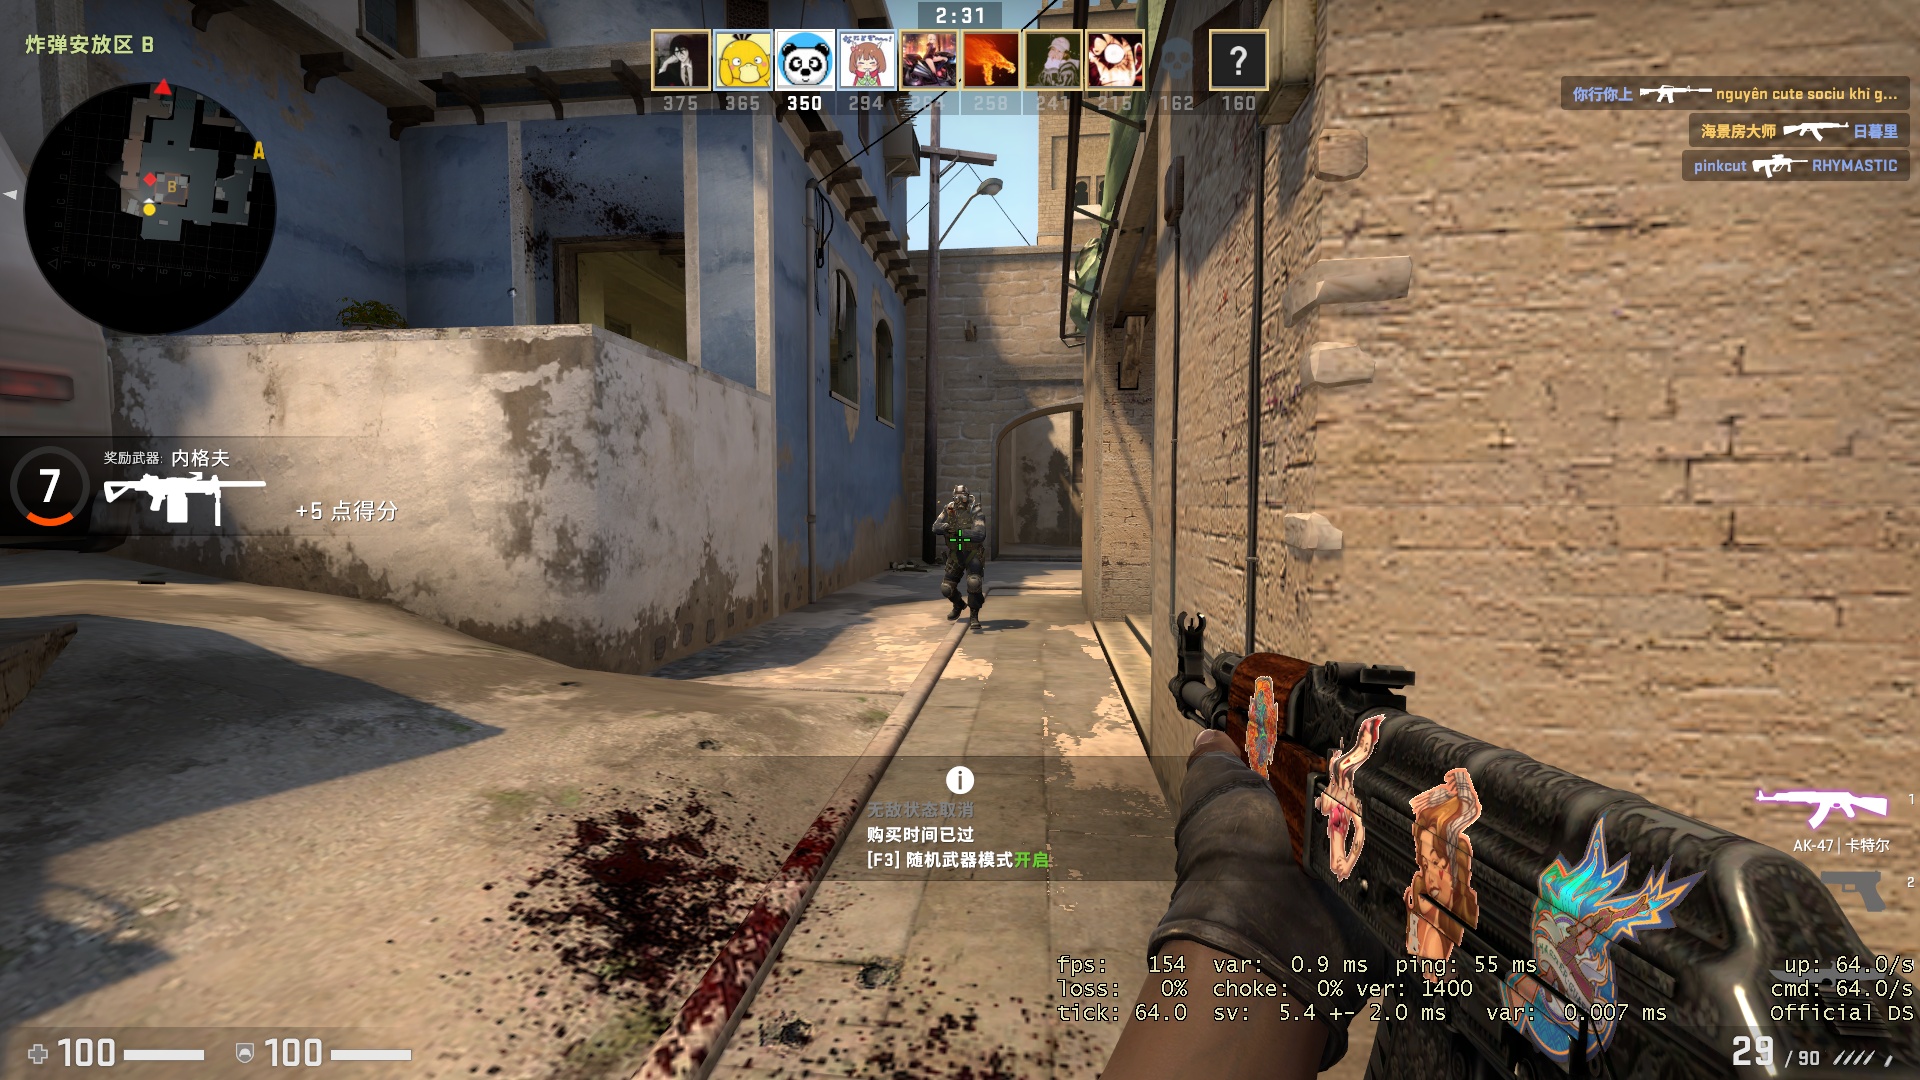 2:31
炸弹安放区 B
375 365 350 294 264 258 241 215 162 160
?
A
B
你行你上 nguyên cute sociu khi g...
海景房大师 日暮里
pinkcut RHYMASTIC
7
奖励武器: 内格夫
+5 点得分
无敌状态取消
购买时间已过
[F3] 随机武器模式开启
1
AK-47 | 卡特尔
2
fps: 154 var: 0.9 ms ping: 55 ms up: 64.0/s
loss: 0% choke: 0% ver: 1400 cmd: 64.0/s
tick: 64.0 sv: 5.4 +- 2.0 ms var: 0.007 ms Official DS
100 100
29 / 90